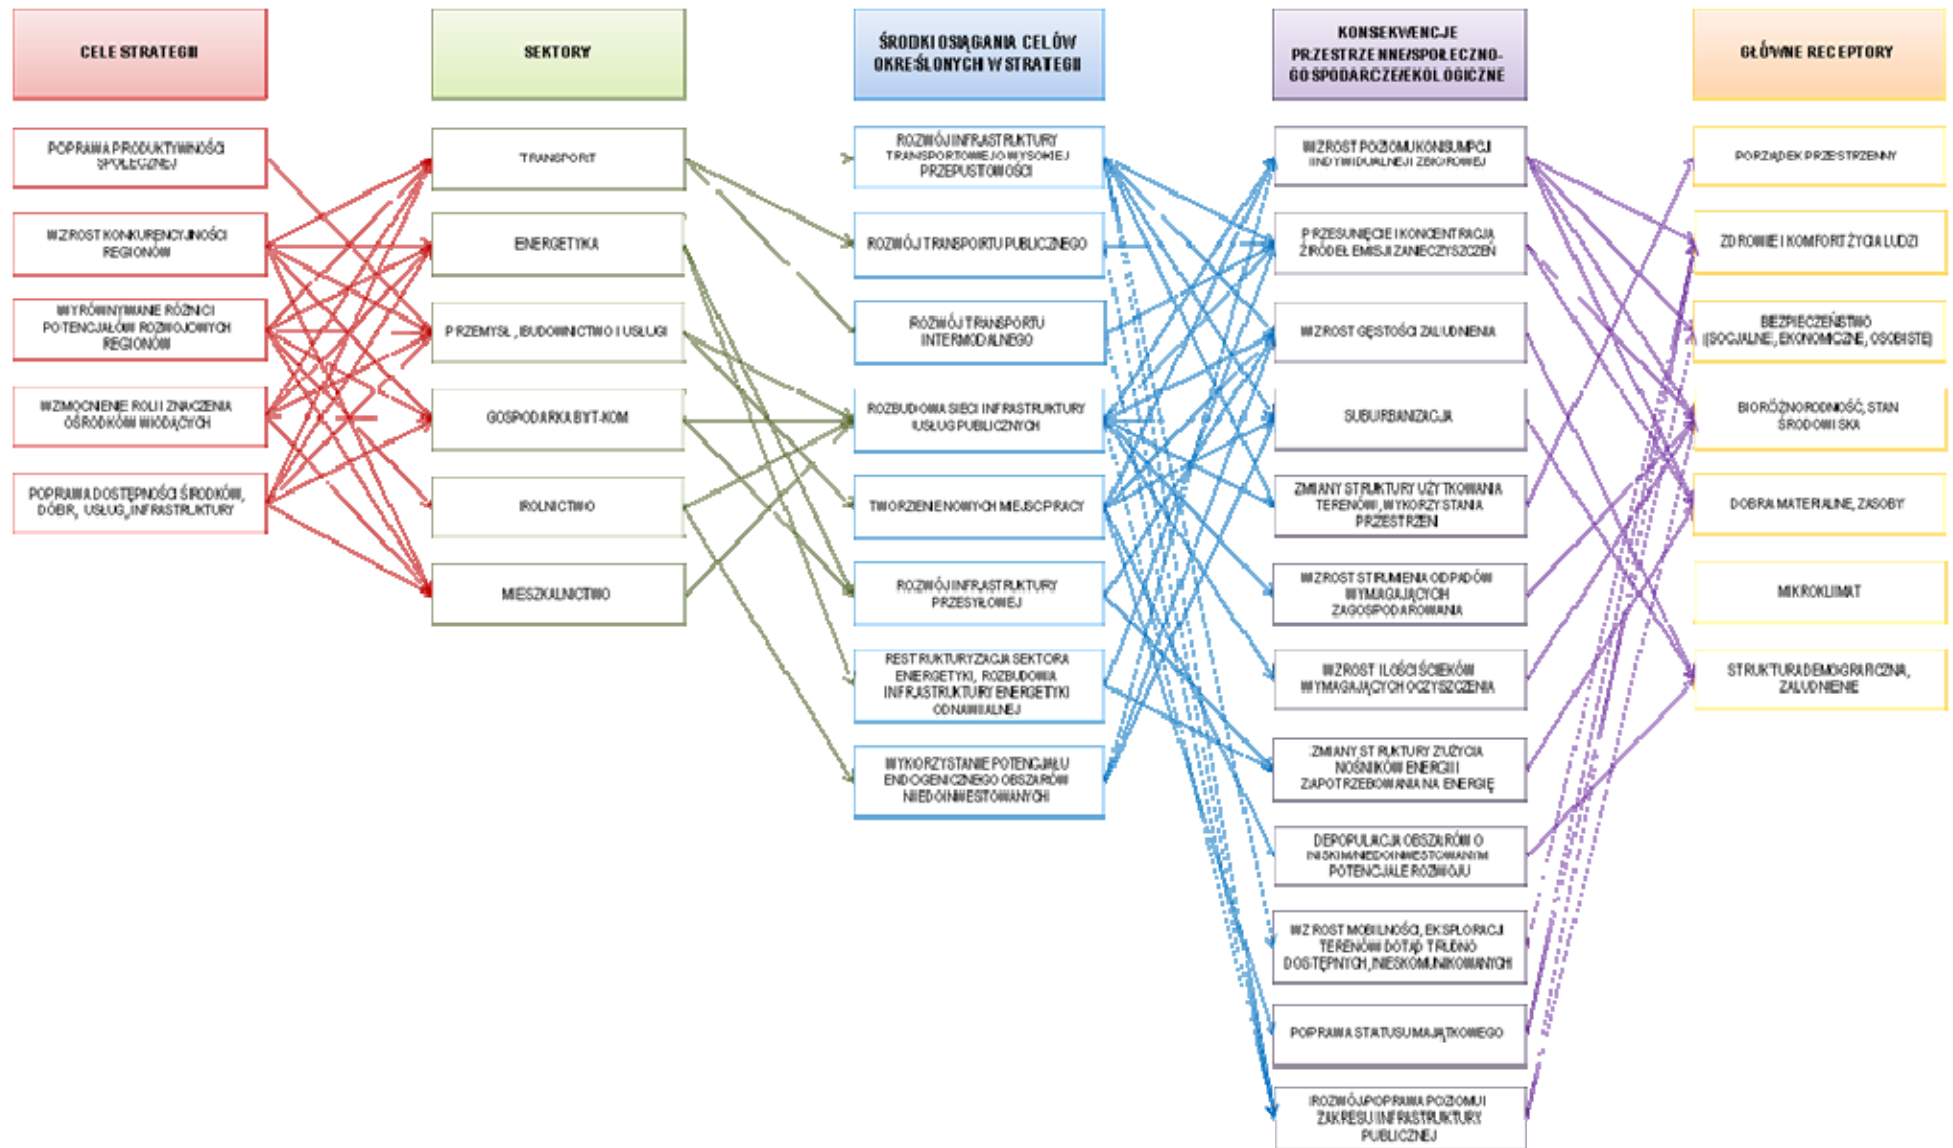 CELE STRATEGII
POPRAWA PRODUKTYWNOŚCI
SPOŁECZNEJ
WZROST KONKURENCYJNOŚCI
REGIONÓW
WYRÓWNYWANIE RÓŻNIC I
POTENCJAŁÓW ROZWOJOWYCH
REGIONÓW
WZMOCNIENIE ROLI I ZNACZENIA
OŚRODKÓW WIODĄCYCH
POPRAWA DOSTĘPNOŚCI ŚRODKÓW,
DÓBR, USŁUG, INFRASTRUKTURY
SEKTORY
TRANSPORT
ENERGETYKA
PRZEMYSŁ, BUDOWNICTWO I USŁUGI
GOSPODARKA BYT-KOM
ROLNICTWO
MIESZKALNICTWO
ŚRODKI OSIĄGANIA CELÓW
OKREŚLONYCH W STRATEGII
ROZWÓJ INFRASTRUKTURY
TRANSPORTOWEJ O WYSOKIEJ
PRZEPUSTOWOŚCI
ROZWÓJ TRANSPORTU PUBLICZNEGO
ROZWÓJ TRANSPORTU
INTERMODALNEGO
ROZBUDOWA SIECI INFRASTRUKTURY
USŁUG PUBLICZNYCH
TWORZENIE NOWYCH MIEJSC PRACY
ROZWÓJ INFRASTRUKTURY
PRZESYŁOWEJ
RESTRUKTURYZACJA SEKTORA
ENERGETYKI, ROZBUDOWA
INFRASTRUKTURY ENERGETYKI
ODNAWIALNEJ
WYKORZYSTANIE POTENCJAŁU
ENDOGENICZNEGO OBSZARÓW
NIEDOINWESTOWANYCH
KONSEKWENCJE
PRZESTRZENNE/SPOŁECZNO-
GOSPODARCZE/EKOLOGICZNE
WZROST POZIOMU KONSUMPCJI
INDYWIDUALNEJ I ZBIOROWEJ
PRZESUNIĘCIE I KONCENTRACJA
ŹRÓDEŁ EMISJI ZANIECZYSZCZEŃ
WZROST GĘSTOŚCI ZALUDNIENIA
SUBURBANIZACJA
ZMIANY STRUKTURY UŻYTKOWANIA
TERENÓW, WYKORZYSTANIA
PRZESTRZENI
WZROST STRUMIENIA ODPADÓW
WYMAGAJĄCYCH
ZAGOSPODAROWANIA
WZROST ILOŚCI ŚCIEKÓW
WYMAGAJĄCYCH OCZYSZCZENIA
ZMIANY STRUKTURY ZUŻYCIA
NOŚNIKÓW ENERGII I
ZAPOTRZEBOWANIA NA ENERGIĘ
DEPOPULACJA OBSZARÓW O
NISKIM/NIEDOINWESTOWANYM
POTENCJALE ROZWOJU
WZROST MOBILNOŚCI, EKSPLORACJI
TERENÓW DOTĄD TRUDNO
DOSTĘPNYCH, NIESKOMUNIKOWANYCH
POPRAWA STATUSU MAJĄTKOWEGO
ROZWÓJ/POPRAWA POZIOMU I
ZAKRESU INFRASTRUKTURY
PUBLICZNEJ
GŁÓWNE RECEPTORY
PORZĄDEK PRZESTRZENNY
ZDROWIE I KOMFORT ŻYCIA LUDZI
BEZPIECZEŃSTWO
(SOCJALNE, EKONOMICZNE, OSOBISTE)
BIORÓŻNORODNOŚĆ, STAN
ŚRODOWISKA
DOBRA MATERIALNE, ZASOBY
MIKROKLIMAT
STRUKTURA DEMOGRAFICZNA,
ZALUDNIENIE